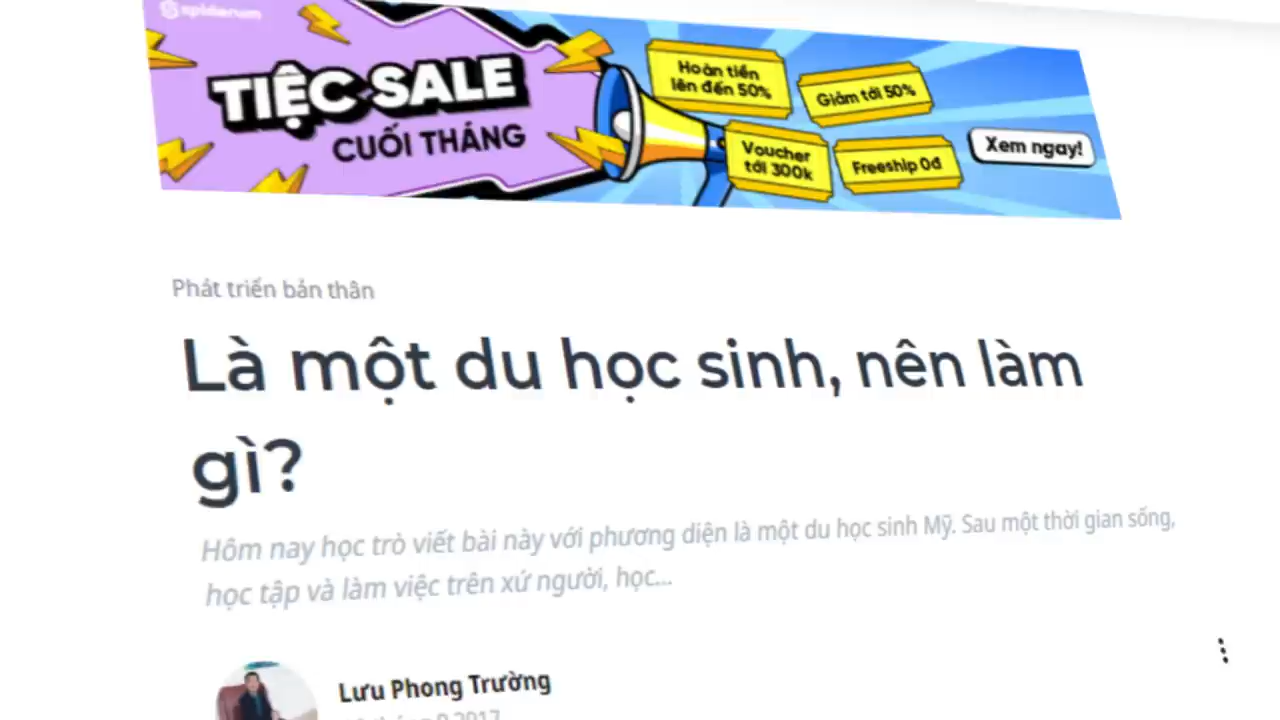 spiderum
TIỆC SALE
CUỐI THÁNG
Hoàn tiền
lên đến 50%
Giảm tới 50%
Voucher
tới 300k
Freeship 0đ
Xem ngay!
Phát triển bản thân
Là một du học sinh, nên làm
gì?
Hôm nay học trò viết bài này với phương diện là một du học sinh Mỹ. Sau một thời gian sống,
học tập và làm việc trên xứ người, học...
Lưu Phong Trường